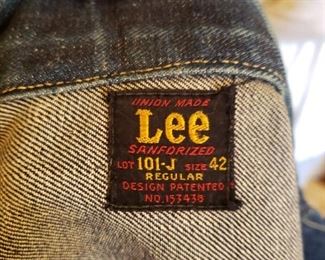 UNION MADE
Lee
SANFORIZED
LOT 101-J SIZE 42
REGULAR
DESIGN PATENTED
NO. 153438